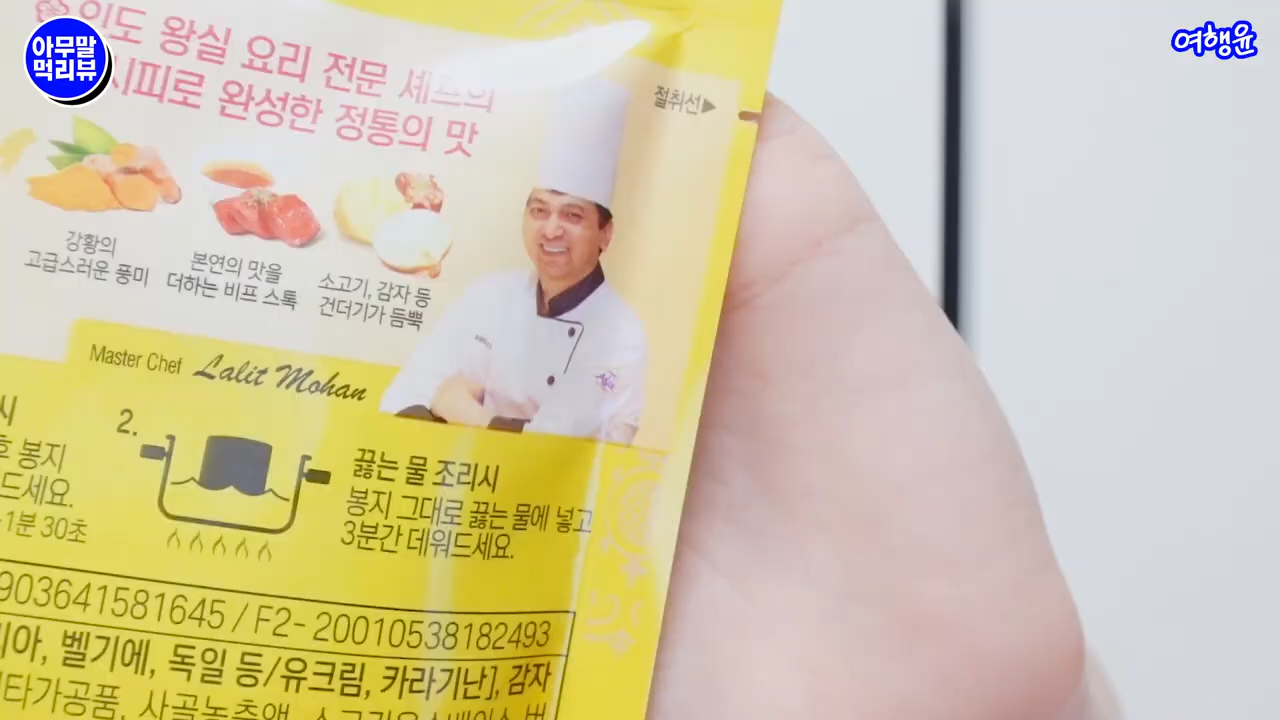 아무말
먹리뷰
여행윤
인도 왕실 요리 전문 셰프의
시피로 완성한 정통의 맛
절취선▶
강황의
고급스러운 풍미
본연의 맛을
더하는 비프 스톡
소고기, 감자 등
건더기가 듬뿍
Master Chef Lalit Mohan
시
후 봉지
드세요.
1분 30초
2.
끓는 물 조리시
봉지 그대로 끓는 물에 넣고
3분간 데워드세요.
903641581645 / F2- 20010538182493
아, 벨기에, 독일 등/유크림, 카라기난], 감자
타가공품, 사골농축액